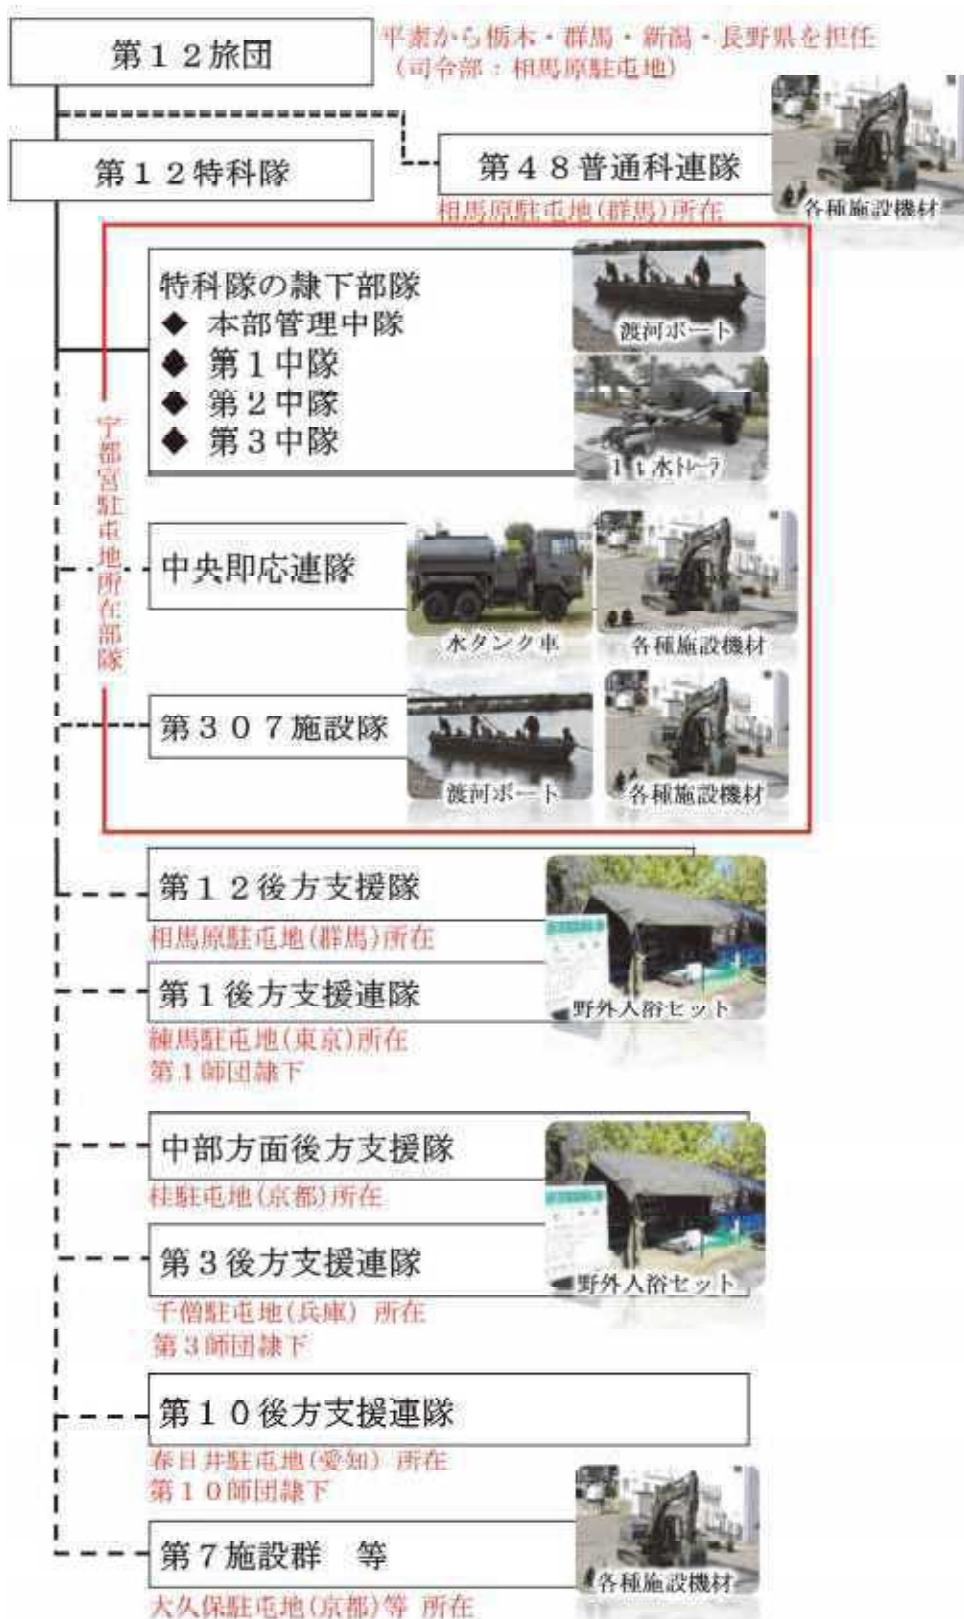 第１２旅団
平素から栃木・群馬・新潟・長野県を担任
（司令部：相馬原駐屯地）
第１２特科隊
第４８普通科連隊
相馬原駐屯地(群馬)所在
各種施設機材
特科隊の隷下部隊
◆ 本部管理中隊
◆ 第１中隊
◆ 第２中隊
◆ 第３中隊
渡河ボート
１ｔ水トレーラ
宇都宮駐屯地所在部隊
中央即応連隊
水タンク車
各種施設機材
第３０７施設隊
渡河ボート
各種施設機材
第１２後方支援隊
相馬原駐屯地(群馬)所在
第１後方支援連隊
練馬駐屯地(東京)所在
第１師団隷下
野外入浴セット
中部方面後方支援隊
桂駐屯地(京都)所在
第３後方支援連隊
千僧駐屯地(兵庫) 所在
第３師団隷下
野外入浴セット
第１０後方支援連隊
春日井駐屯地(愛知) 所在
第１０師団隷下
第７施設群　等
大久保駐屯地(京都)等 所在
各種施設機材